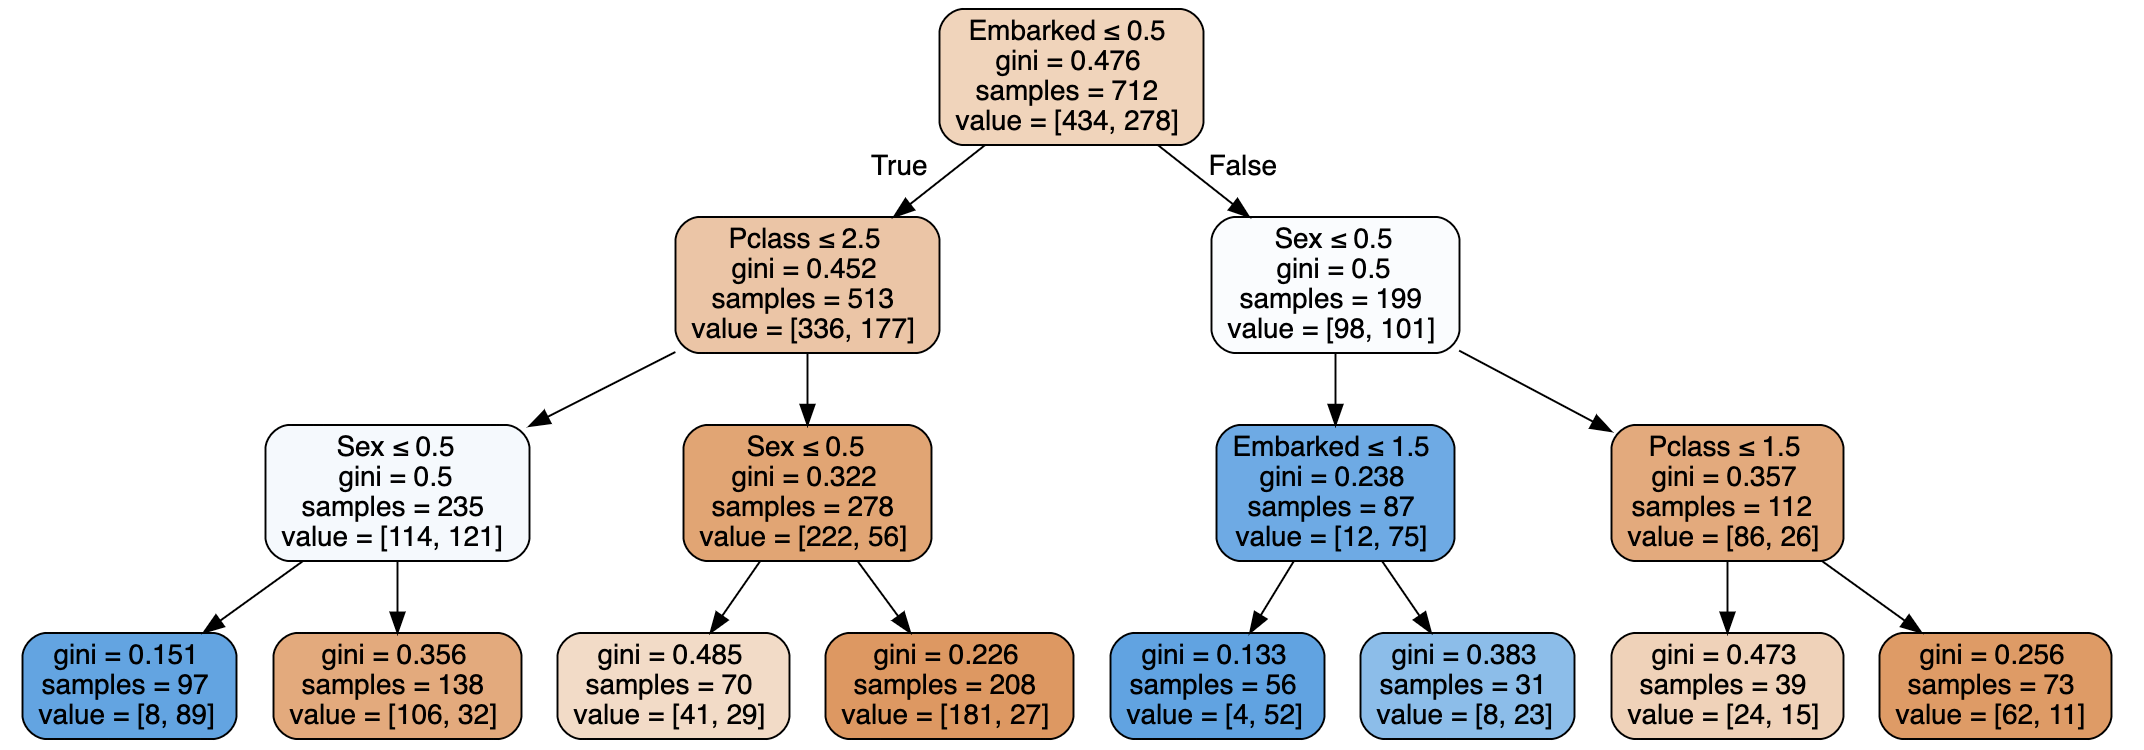 Embarked ≤ 0.5
gini = 0.476
samples = 712
value = [434, 278]
True
False
Pclass ≤ 2.5
gini = 0.452
samples = 513
value = [336, 177]
Sex ≤ 0.5
gini = 0.5
samples = 199
value = [98, 101]
Sex ≤ 0.5
gini = 0.5
samples = 235
value = [114, 121]
Sex ≤ 0.5
gini = 0.322
samples = 278
value = [222, 56]
Embarked ≤ 1.5
gini = 0.238
samples = 87
value = [12, 75]
Pclass ≤ 1.5
gini = 0.357
samples = 112
value = [86, 26]
gini = 0.151
samples = 97
value = [8, 89]
gini = 0.356
samples = 138
value = [106, 32]
gini = 0.485
samples = 70
value = [41, 29]
gini = 0.226
samples = 208
value = [181, 27]
gini = 0.133
samples = 56
value = [4, 52]
gini = 0.383
samples = 31
value = [8, 23]
gini = 0.473
samples = 39
value = [24, 15]
gini = 0.256
samples = 73
value = [62, 11]